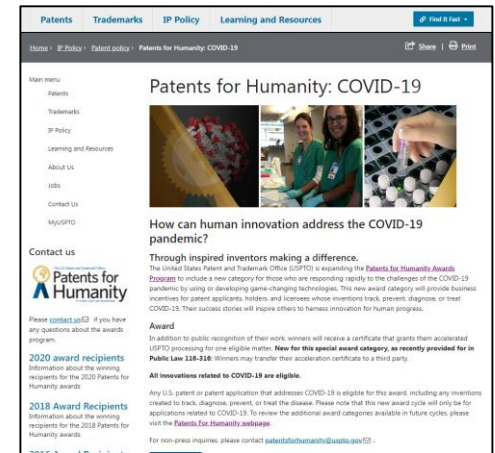 Patents Trademarks IP Policy Learning and Resources Find It Fast
Home IP Policy Patent policy Patents for Humanity: COVID-19 Share | Print
Main menu
Patents
Trademarks
IP Policy
Learning and Resources
About Us
Jobs
Contact Us
MyUSPTO
Contact us
Patents for
Humanity
Please contact us if you have
any questions about the awards
program.
2020 award
recipients
Information about the winning
recipients for the 2020 Patents for
Humanity awards
2018 Award
Recipients
Information about the winning
recipients for the 2018 Patents for
Humanity awards.
2016 Award Recipients
Patents for Humanity: COVID-19
How can human innovation address the COVID-19
pandemic?
Through inspired inventors making a difference.
The United States Patent and Trademark Office (USPTO) is expanding the Patents for Humanity Awards
Program to include a new category for those who are responding rapidly to the challenges of the COVID-19
pandemic by using or developing game-changing technologies. This new award category will provide business
incentives for patent applicants, holders, and licensees whose inventions track, prevent, diagnose, or treat
COVID-19. Their success stories will inspire others to harness innovation for human progress.
Award
In addition to public recognition of their work, winners will receive a certificate that grants them accelerated
USPTO processing for one eligible matter. New for this special award category, as recently provided for in
Public Law 116-316: Winners may transfer their acceleration certificate to a third party.
All innovations related to COVID-19 are eligible.
Any U.S. patent or patent application that addresses COVID-19 is eligible for this award, including any inventions
created to track, diagnose, prevent, or treat the disease. Please note that this new award cycle will only be for
applications related to COVID-19. To review the additional award categories available in future cycles, please
visit the Patents For Humanity webpage.
For non-press inquiries, please contact patentsforhumanity@uspto.gov.